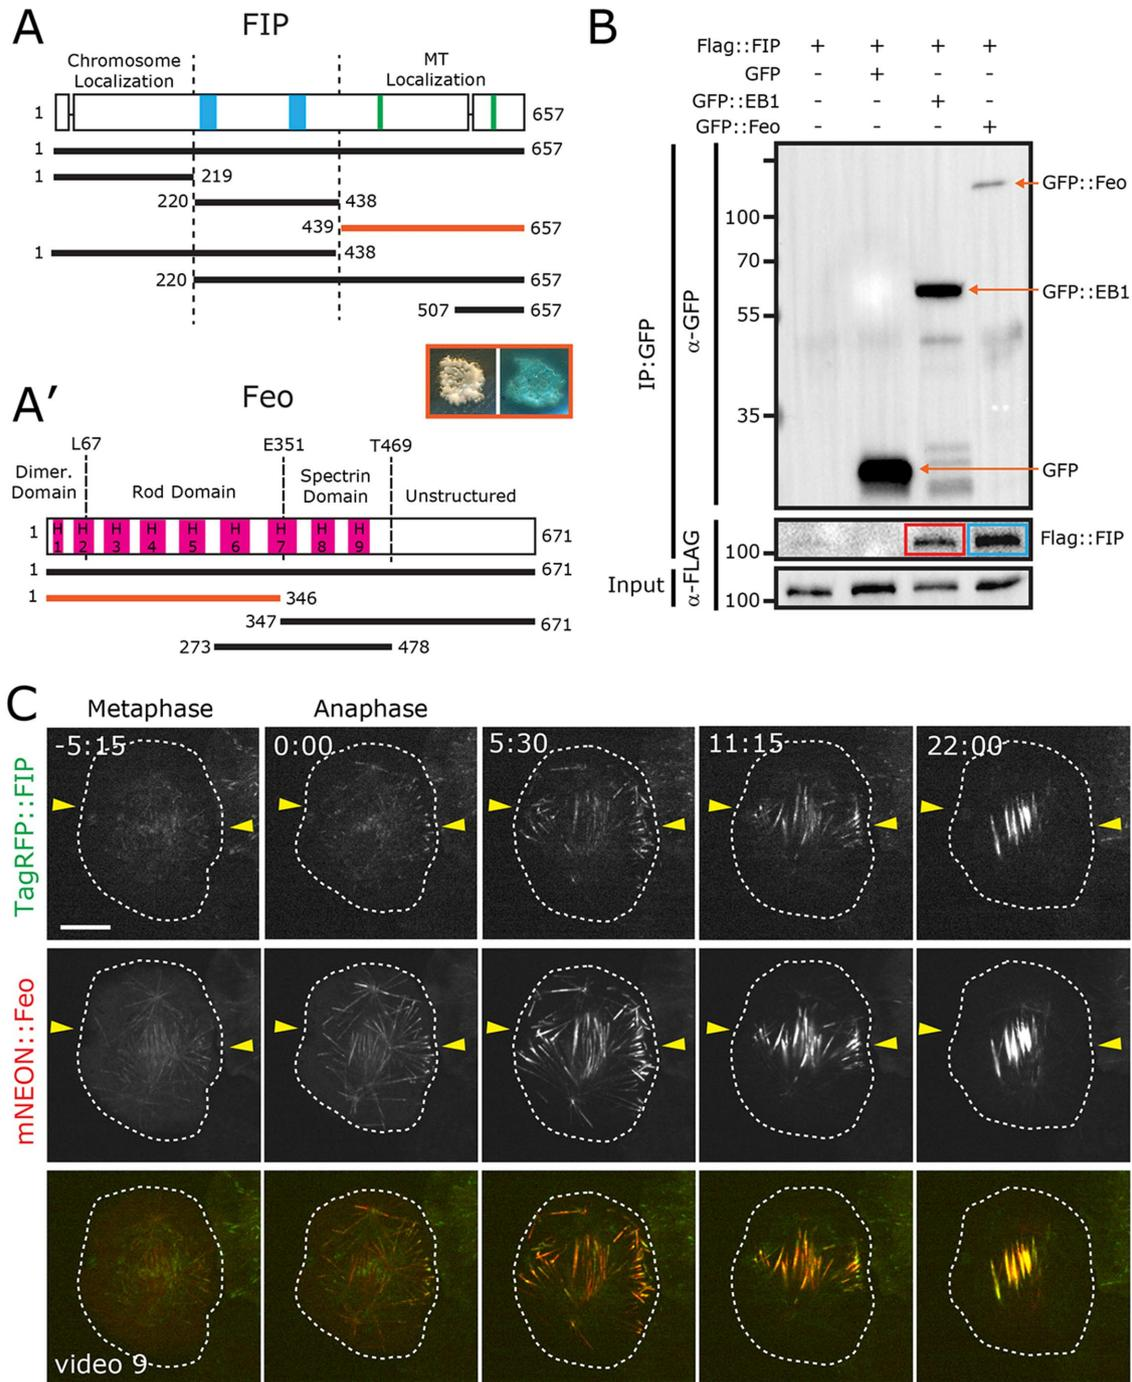 A
FIP
Chromosome
Localization
MT
Localization
1
657
1
657
1
219
220
438
439
657
1
438
220
657
507
657
A′
Feo
L67
E351
T469
Dimer.
Domain
Rod Domain
Spectrin
Domain
Unstructured
1
H
1
H
2
H
3
H
4
H
5
H
6
H
7
H
8
H
9
671
1
671
1
346
347
671
273
478
B
Flag::FIP + + + +
GFP - + - -
GFP::EB1 - - + -
GFP::Feo - - - +
IP:GFP
α-GFP
100
70
55
35
GFP::Feo
GFP::EB1
GFP
α-FLAG
100
Flag::FIP
Input
100
C
Metaphase
Anaphase
TagRFP::FIP
-5:15
0:00
5:30
11:15
22:00
mNEON::Feo
video 9